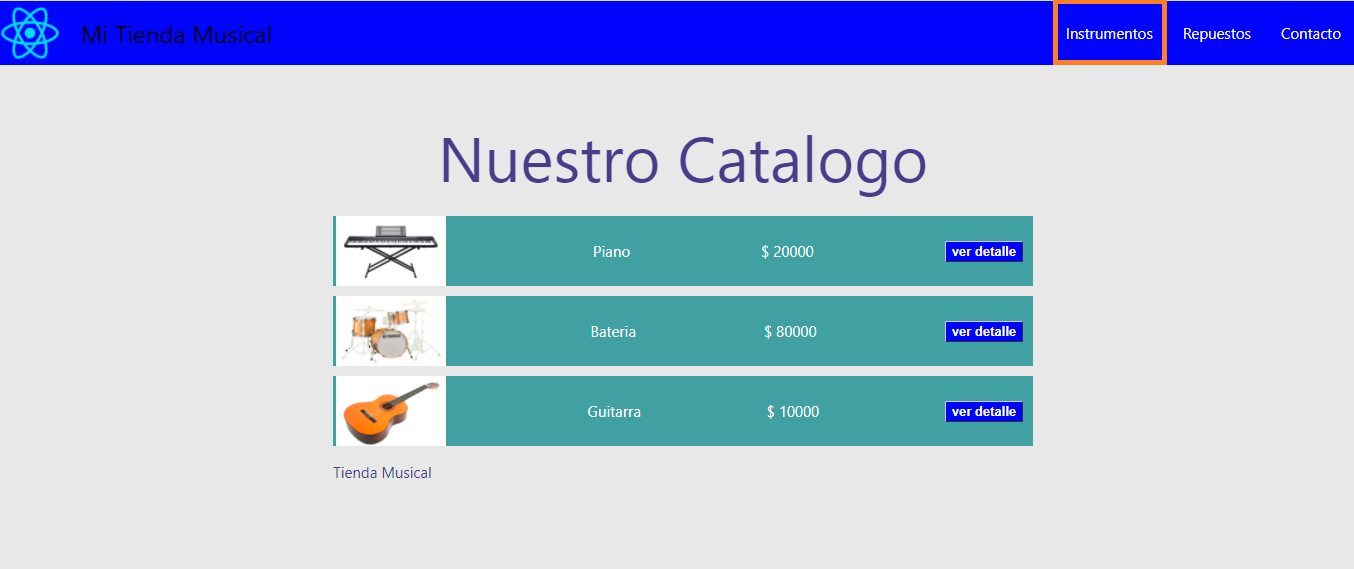 Mi Tienda Musical Instrumentos Repuestos Contacto
Nuestro Catalogo
Piano $ 20000 ver detalle
Bateria $ 80000 ver detalle
Guitarra $ 10000 ver detalle
Tienda Musical